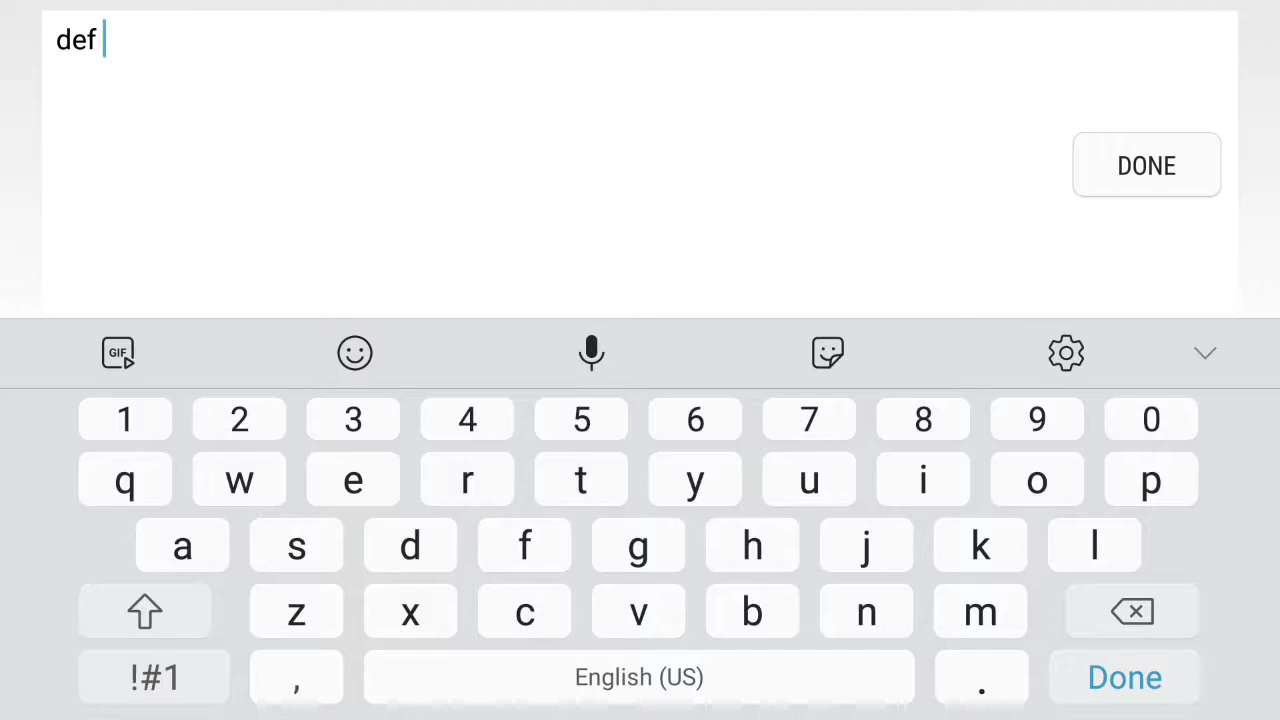 def
DONE
GIF
1 2 3 4 5 6 7 8 9 0
q w e r t y u i o p
a s d f g h j k l
z x c v b n m
!#1 , English (US) . Done